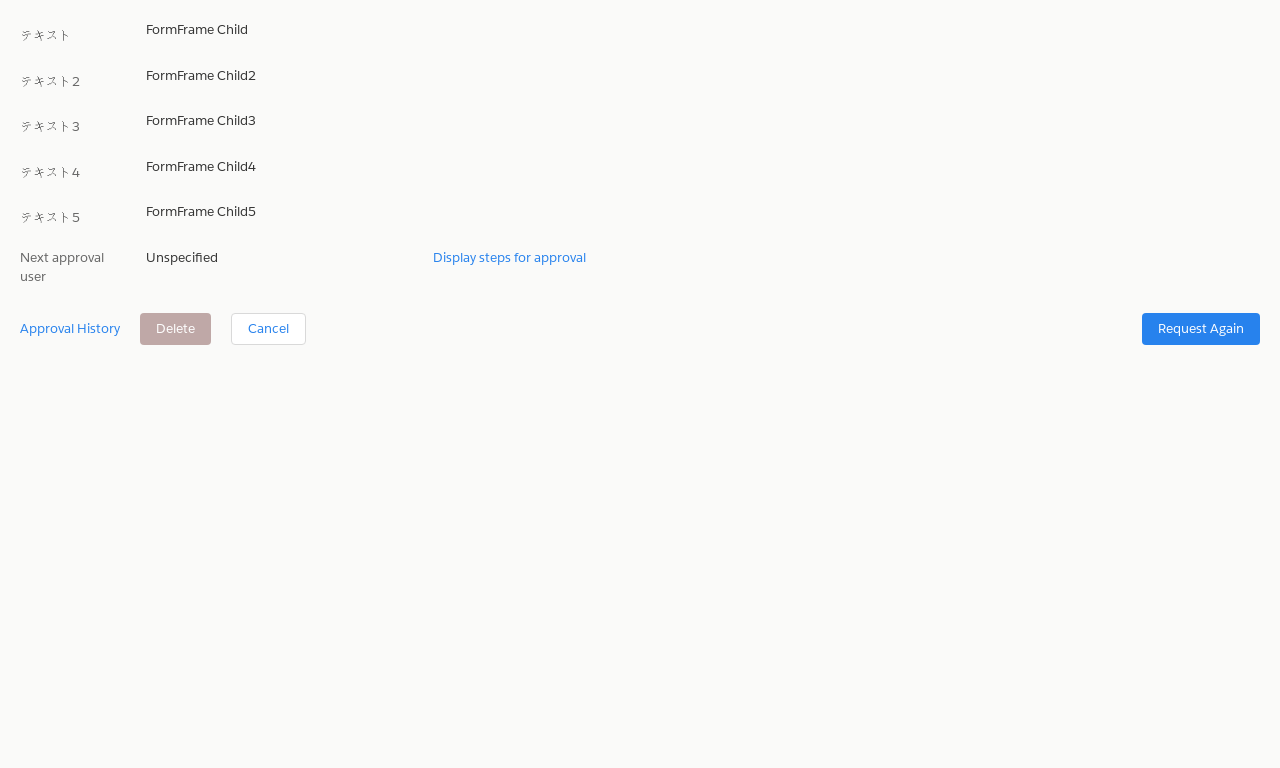 テキスト FormFrame Child
テキスト2 FormFrame Child2
テキスト3 FormFrame Child3
テキスト4 FormFrame Child4
テキスト5 FormFrame Child5
Next approval user Unspecified Display steps for approval
Approval History Delete Cancel Request Again